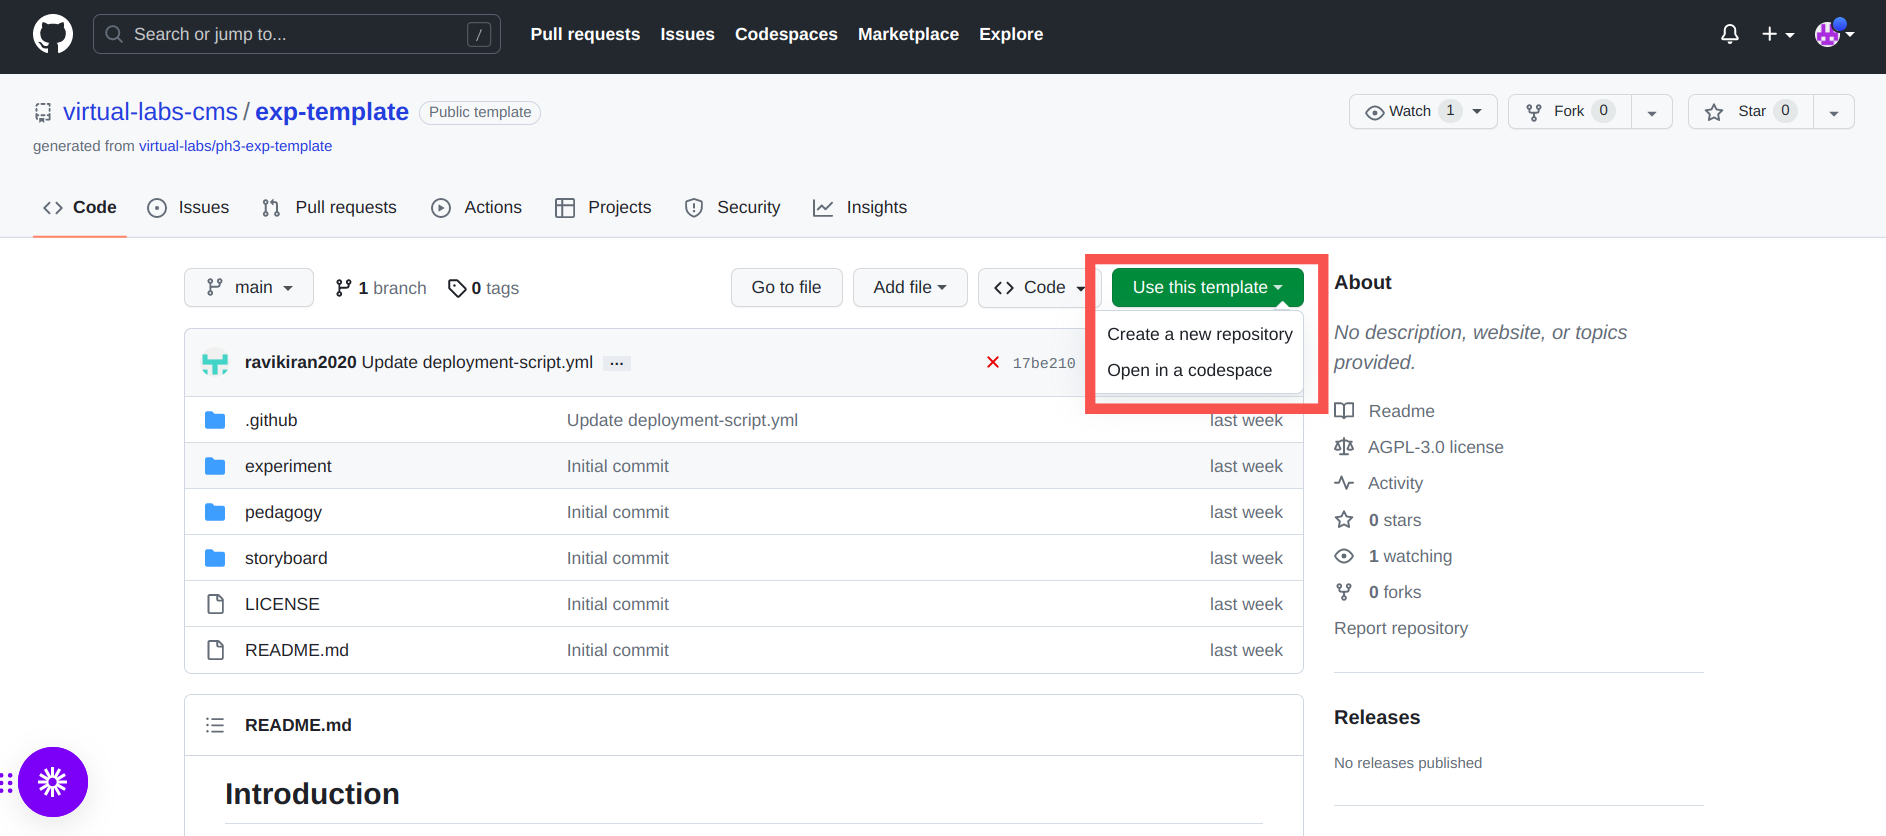 Search or jump to... /
Pull requests Issues Codespaces Marketplace Explore
virtual-labs-cms / exp-template Public template
Watch 1 Fork 0 Star 0
generated from virtual-labs/ph3-exp-template
Code Issues Pull requests Actions Projects Security Insights
main 1 branch 0 tags Go to file Add file Code Use this template
Create a new repository
Open in a codespace
ravikiran2020 Update deployment-script.yml ... 17be210
.github Update deployment-script.yml last week
experiment Initial commit last week
pedagogy Initial commit last week
storyboard Initial commit last week
LICENSE Initial commit last week
README.md Initial commit last week
README.md
Introduction
About
No description, website, or topics
provided.
Readme
AGPL-3.0 license
Activity
0 stars
1 watching
0 forks
Report repository
Releases
No releases published